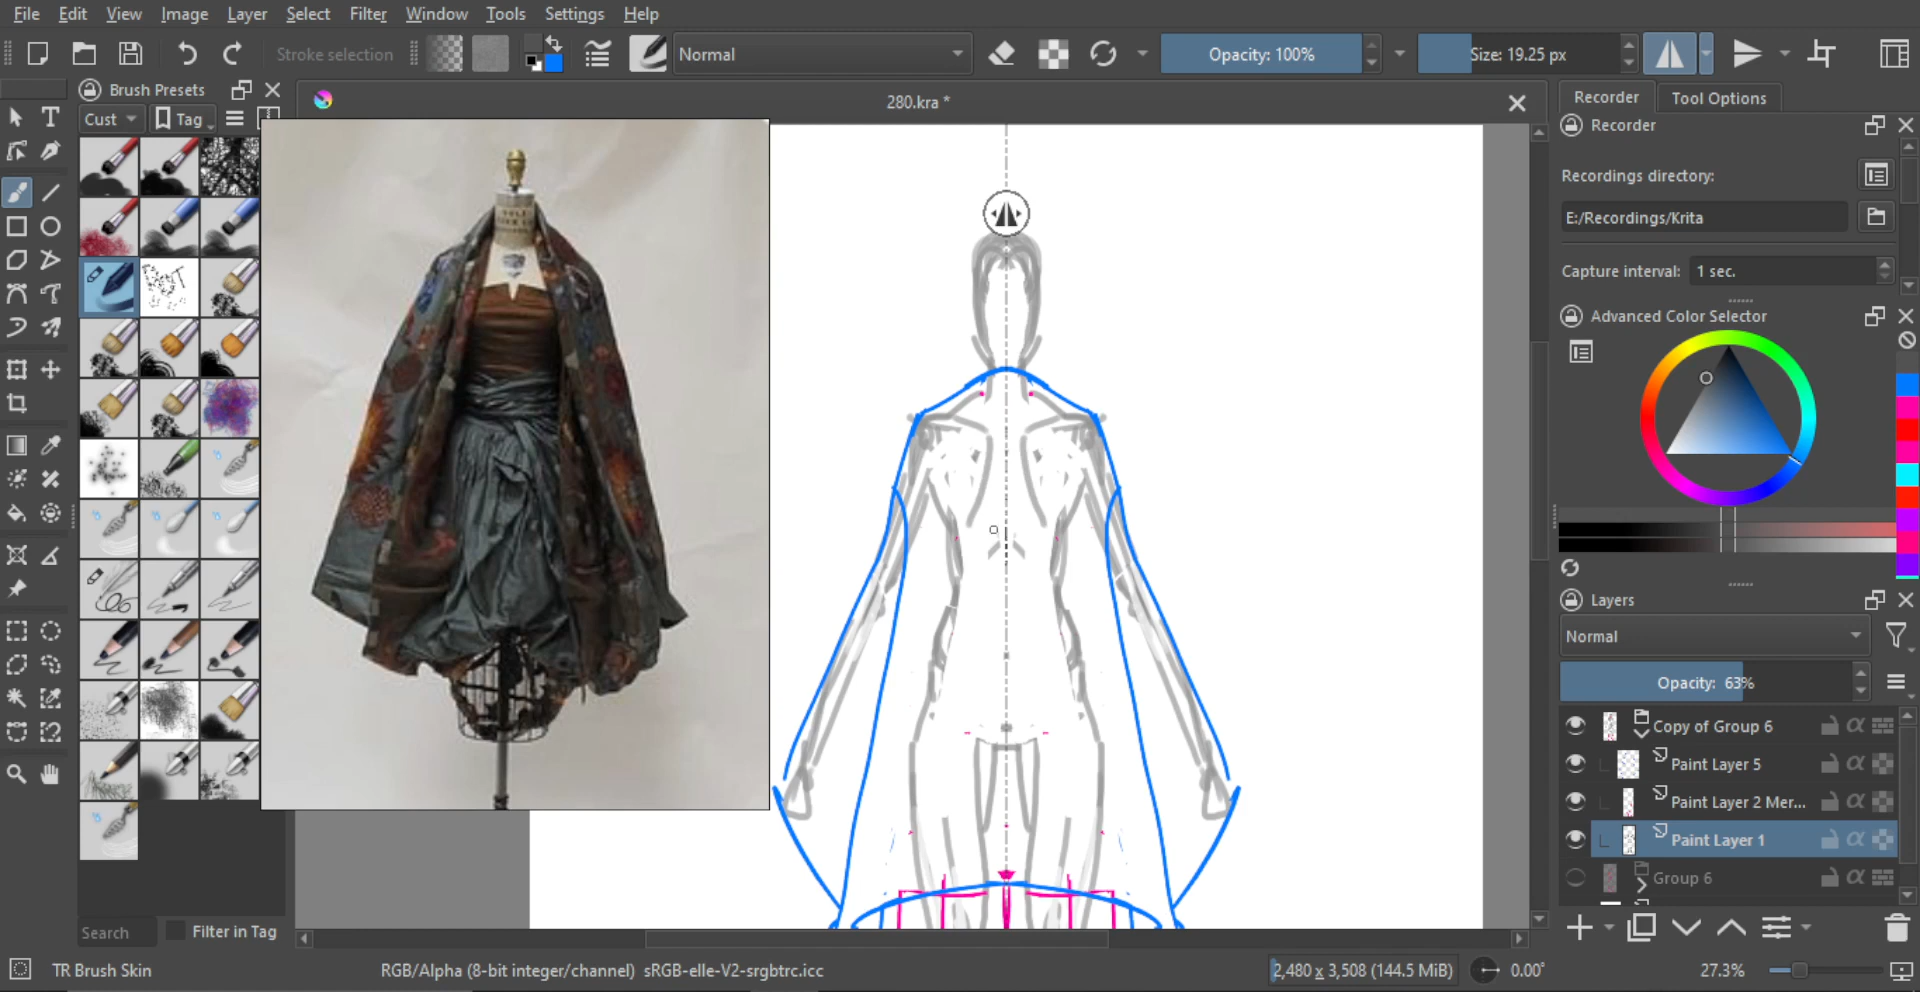 File Edit View Image Layer Select Filter Window Tools Settings Help
Stroke selection
Normal
Opacity: 100%
Size: 19.25 px
Brush Presets
280.kra *
Recorder
Tool Options
Cust
Tag
Recorder
Recordings directory:
E:/Recordings/Krita
Capture interval:
1 sec.
Advanced Color Selector
Layers
Normal
Opacity: 63%
Copy of Group 6
Paint Layer 5
Paint Layer 2 Mer...
Paint Layer 1
Group 6
Search
Filter in Tag
TR Brush Skin
RGB/Alpha (8-bit integer/channel) sRGB-elle-V2-srgbtrc.icc
2,480 x 3,508 (144.5 MiB)
0.00°
27.3%